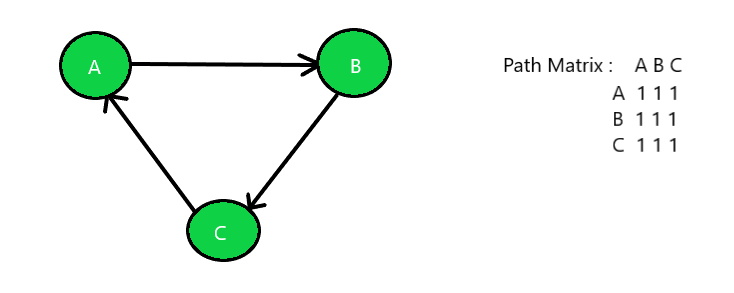 A
B
C
Path Matrix : A B C
A 1 1 1
B 1 1 1
C 1 1 1